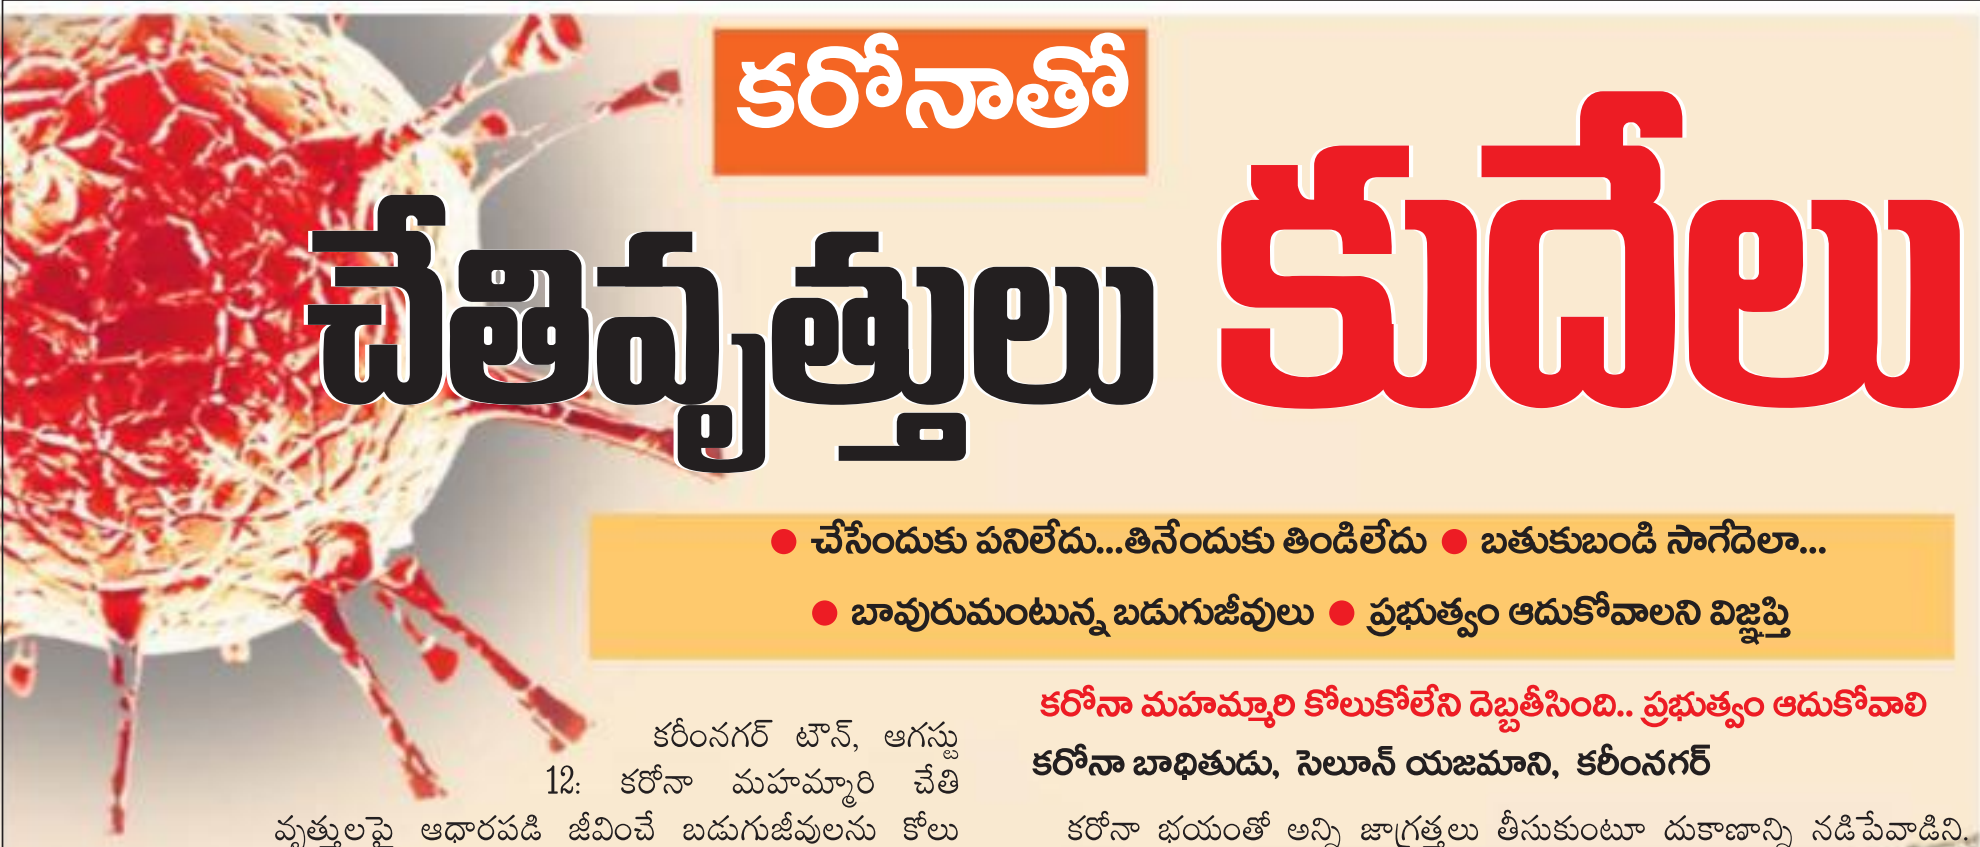 కరోనాతో
చేతివృత్తులు కుదేలు
● చేసేందుకు పనిలేదు...తినేందుకు తిండిలేదు ● బతుకుబండి సాగేదెలా...
● బావురుమంటున్న బడుగుజీవులు ● ప్రభుత్వం ఆదుకోవాలని విజ్ఞప్తి
కరీంనగర్ టౌన్, ఆగస్టు
12: కరోనా మహమ్మారి చేతి
వృత్తులపై ఆధారపడి జీవించే బడుగుజీవులను కోలు
కరోనా మహమ్మారి కోలుకోలేని దెబ్బతీసింది.. ప్రభుత్వం ఆదుకోవాలి
కరోనా బాధితుడు, సెలూన్ యజమాని, కరీంనగర్
కరోనా భయంతో అన్ని జాగ్రత్తలు తీసుకుంటూ దుకాణాన్ని నడిపేవాడిని.